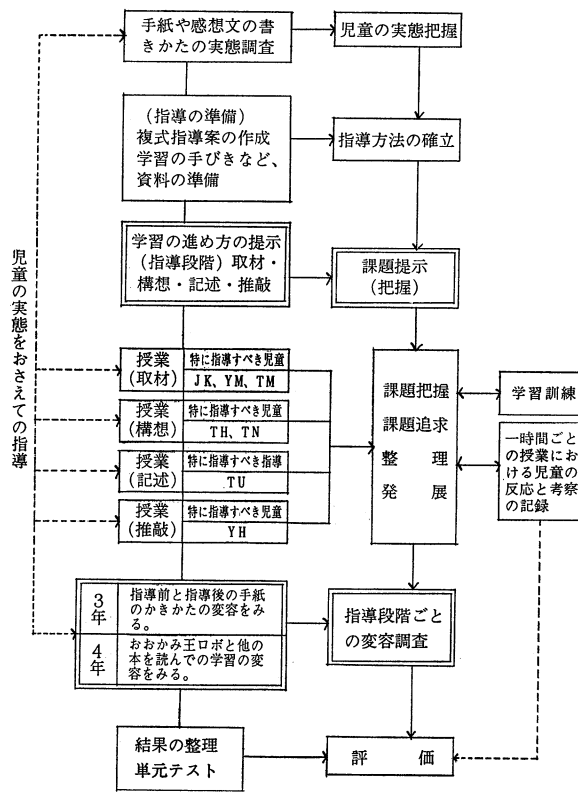 手紙や感想文の書
きかたの実態調査
児童の実態把握
(指導の準備)
複式指導案の作成
学習の手びきなど、
資料の準備
指導方法の確立
学習の進め方の提示
(指導段階)取材・
構想・記述・推敲
課題提示
(把握)
児童の実態をおさえての指導
授業
(取材)
特に指導すべき児童
JK、YM、TM
授業
(構想)
特に指導すべき児童
TH、TN
授業
(記述)
特に指導すべき指導
TU
授業
(推敲)
特に指導すべき児童
YH
課題把握
課題追求
整理
発展
学習訓練
一時間ごと
の授業にお
ける児童の
反応と考察
の記録
3年
指導前と指導後の手紙
のかきかたの変容をみ
る。
4年
おおかみ王ロボと他の
本を読んでの学習の変
容をみる。
指導段階ごと
の変容調査
結果の整理
単元テスト
評価